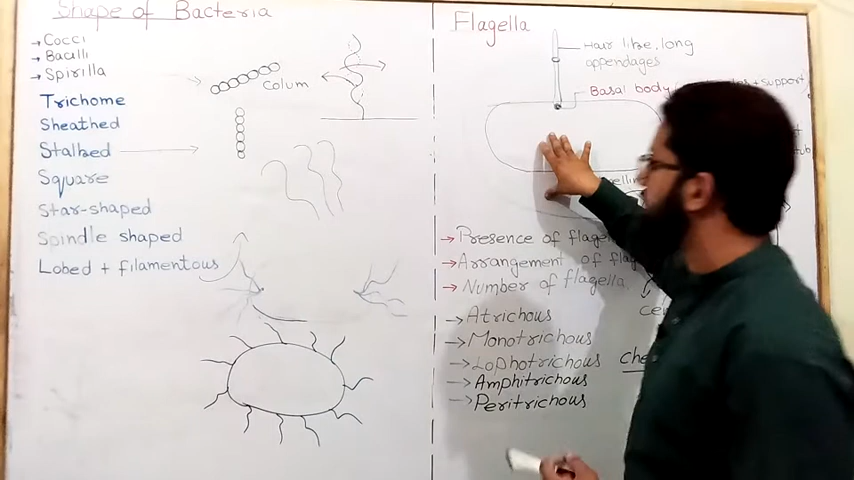 Shape of Bacteria
→ Cocci
→ Bacilli
→ Spirilla
Trichome
Sheathed
Stalked
Square
Star-shaped
Spindle shaped
Lobed + filamentous
Colum
Flagella
Hair like, long
appendages
Basal body
+ support
→ Presence of
→ Arrangement of
→ Number of flagella
→ Atrichous
→ Monotrichous
→ Lophotrichous
→ Amphitrichous
→ Peritrichous